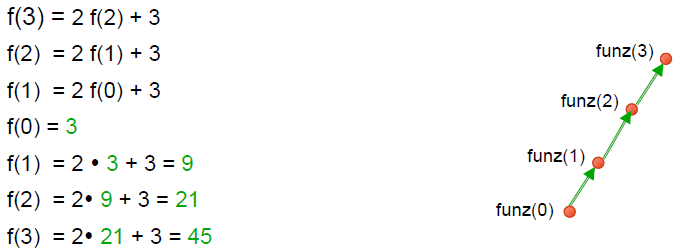 f(3) = 2 f(2) + 3
f(2) = 2 f(1) + 3
f(1) = 2 f(0) + 3
f(0) = 3
f(1) = 2 • 3 + 3 = 9
f(2) = 2• 9 + 3 = 21
f(3) = 2• 21 + 3 = 45
funz(3)
funz(2)
funz(1)
funz(0)